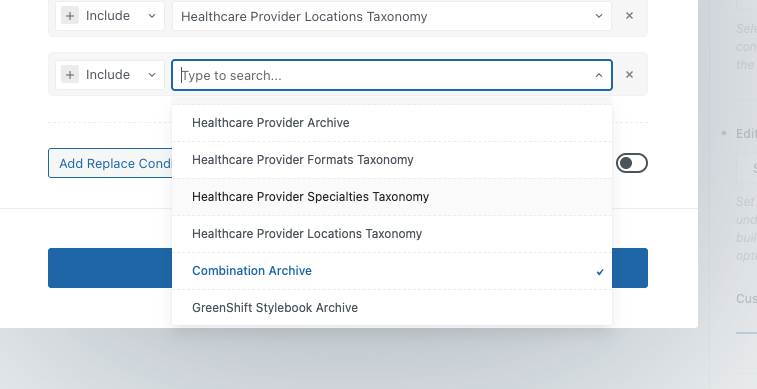 Include
Healthcare Provider Locations Taxonomy
Include
Type to search...
Healthcare Provider Archive
Healthcare Provider Formats Taxonomy
Healthcare Provider Specialties Taxonomy
Healthcare Provider Locations Taxonomy
Combination Archive
GreenShift Stylebook Archive
Add Replace Condi
Sele
con
the
Edit
S
Set
und
buil
opti
Cus